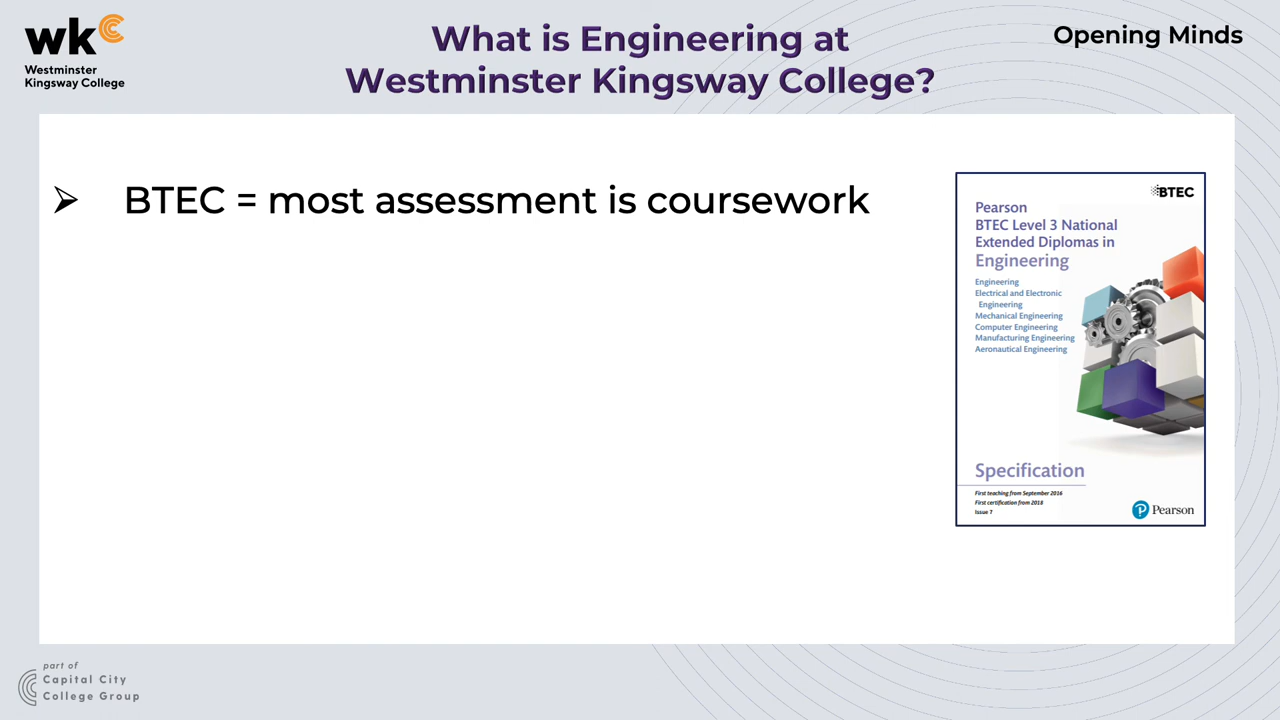 wkc
Westminster
Kingsway College
What is Engineering at
Westminster Kingsway College?
Opening Minds
➢ BTEC = most assessment is coursework
BTEC
Pearson
BTEC Level 3 National
Extended Diplomas in
Engineering
Engineering
Electrical and Electronic
Engineering
Mechanical Engineering
Computer Engineering
Manufacturing Engineering
Aeronautical Engineering
Specification
First teaching from September 2016
First certification from 2018
Issue 7
P Pearson
part of
Capital City
College Group